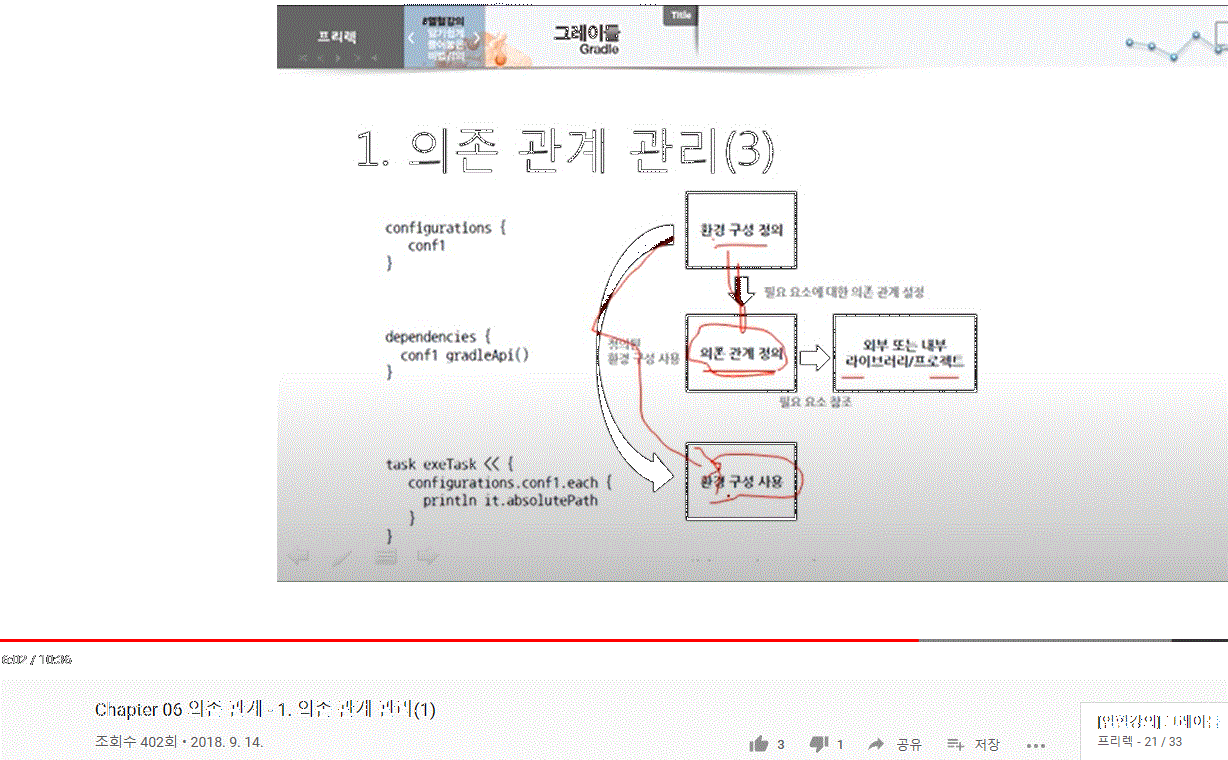 프리렉
#열혈강의
그레이들
Gradle
Title
1. 의존 관계 관리(3)
configurations {
conf1
}
환경 구성 정의
필요 요소에 대한 의존 관계 설정
dependencies {
conf1 gradleApi()
}
정의된
환경 구성 사용
의존 관계 정의
외부 또는 내부
라이브러리/프로젝트
필요 요소 참조
task exeTask << {
configurations.conf1.each {
println it.absolutePath
}
}
환경 구성 사용
6:02 / 10:36
Chapter 06 의존 관계 - 1. 의존 관계 관리(1)
조회수 402회 • 2018. 9. 14.
3
1
공유
저장
[열혈강의] 그레이들
프리렉 - 21 / 33